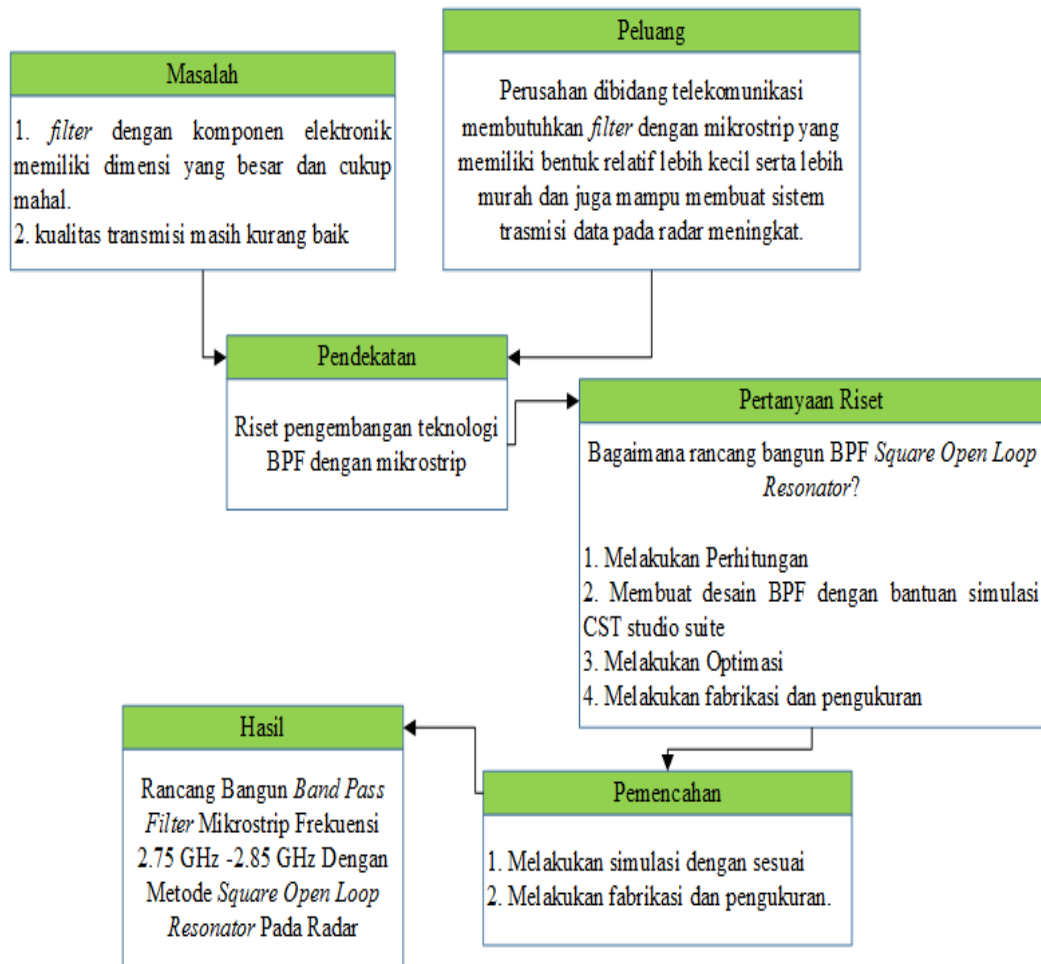 Masalah
1. filter dengan komponen elektronik
memiliki dimensi yang besar dan cukup
mahal.
2. kualitas transmisi masih kurang baik
Peluang
Perusahan dibidang telekomunikasi
membutuhkan filter dengan mikrostrip yang
memiliki bentuk relatif lebih kecil serta lebih
murah dan juga mampu membuat sistem
trasmisi data pada radar meningkat.
Pendekatan
Riset pengembangan teknologi
BPF dengan mikrostrip
Pertanyaan Riset
Bagaimana rancang bangun BPF Square Open Loop
Resonator?
1. Melakukan Perhitungan
2. Membuat desain BPF dengan bantuan simulasi
CST studio suite
3. Melakukan Optimasi
4. Melakukan fabrikasi dan pengukuran
Pemencahan
1. Melakukan simulasi dengan sesuai
2. Melakukan fabrikasi dan pengukuran.
Hasil
Rancang Bangun Band Pass
Filter Mikrostrip Frekuensi
2.75 GHz -2.85 GHz Dengan
Metode Square Open Loop
Resonator Pada Radar